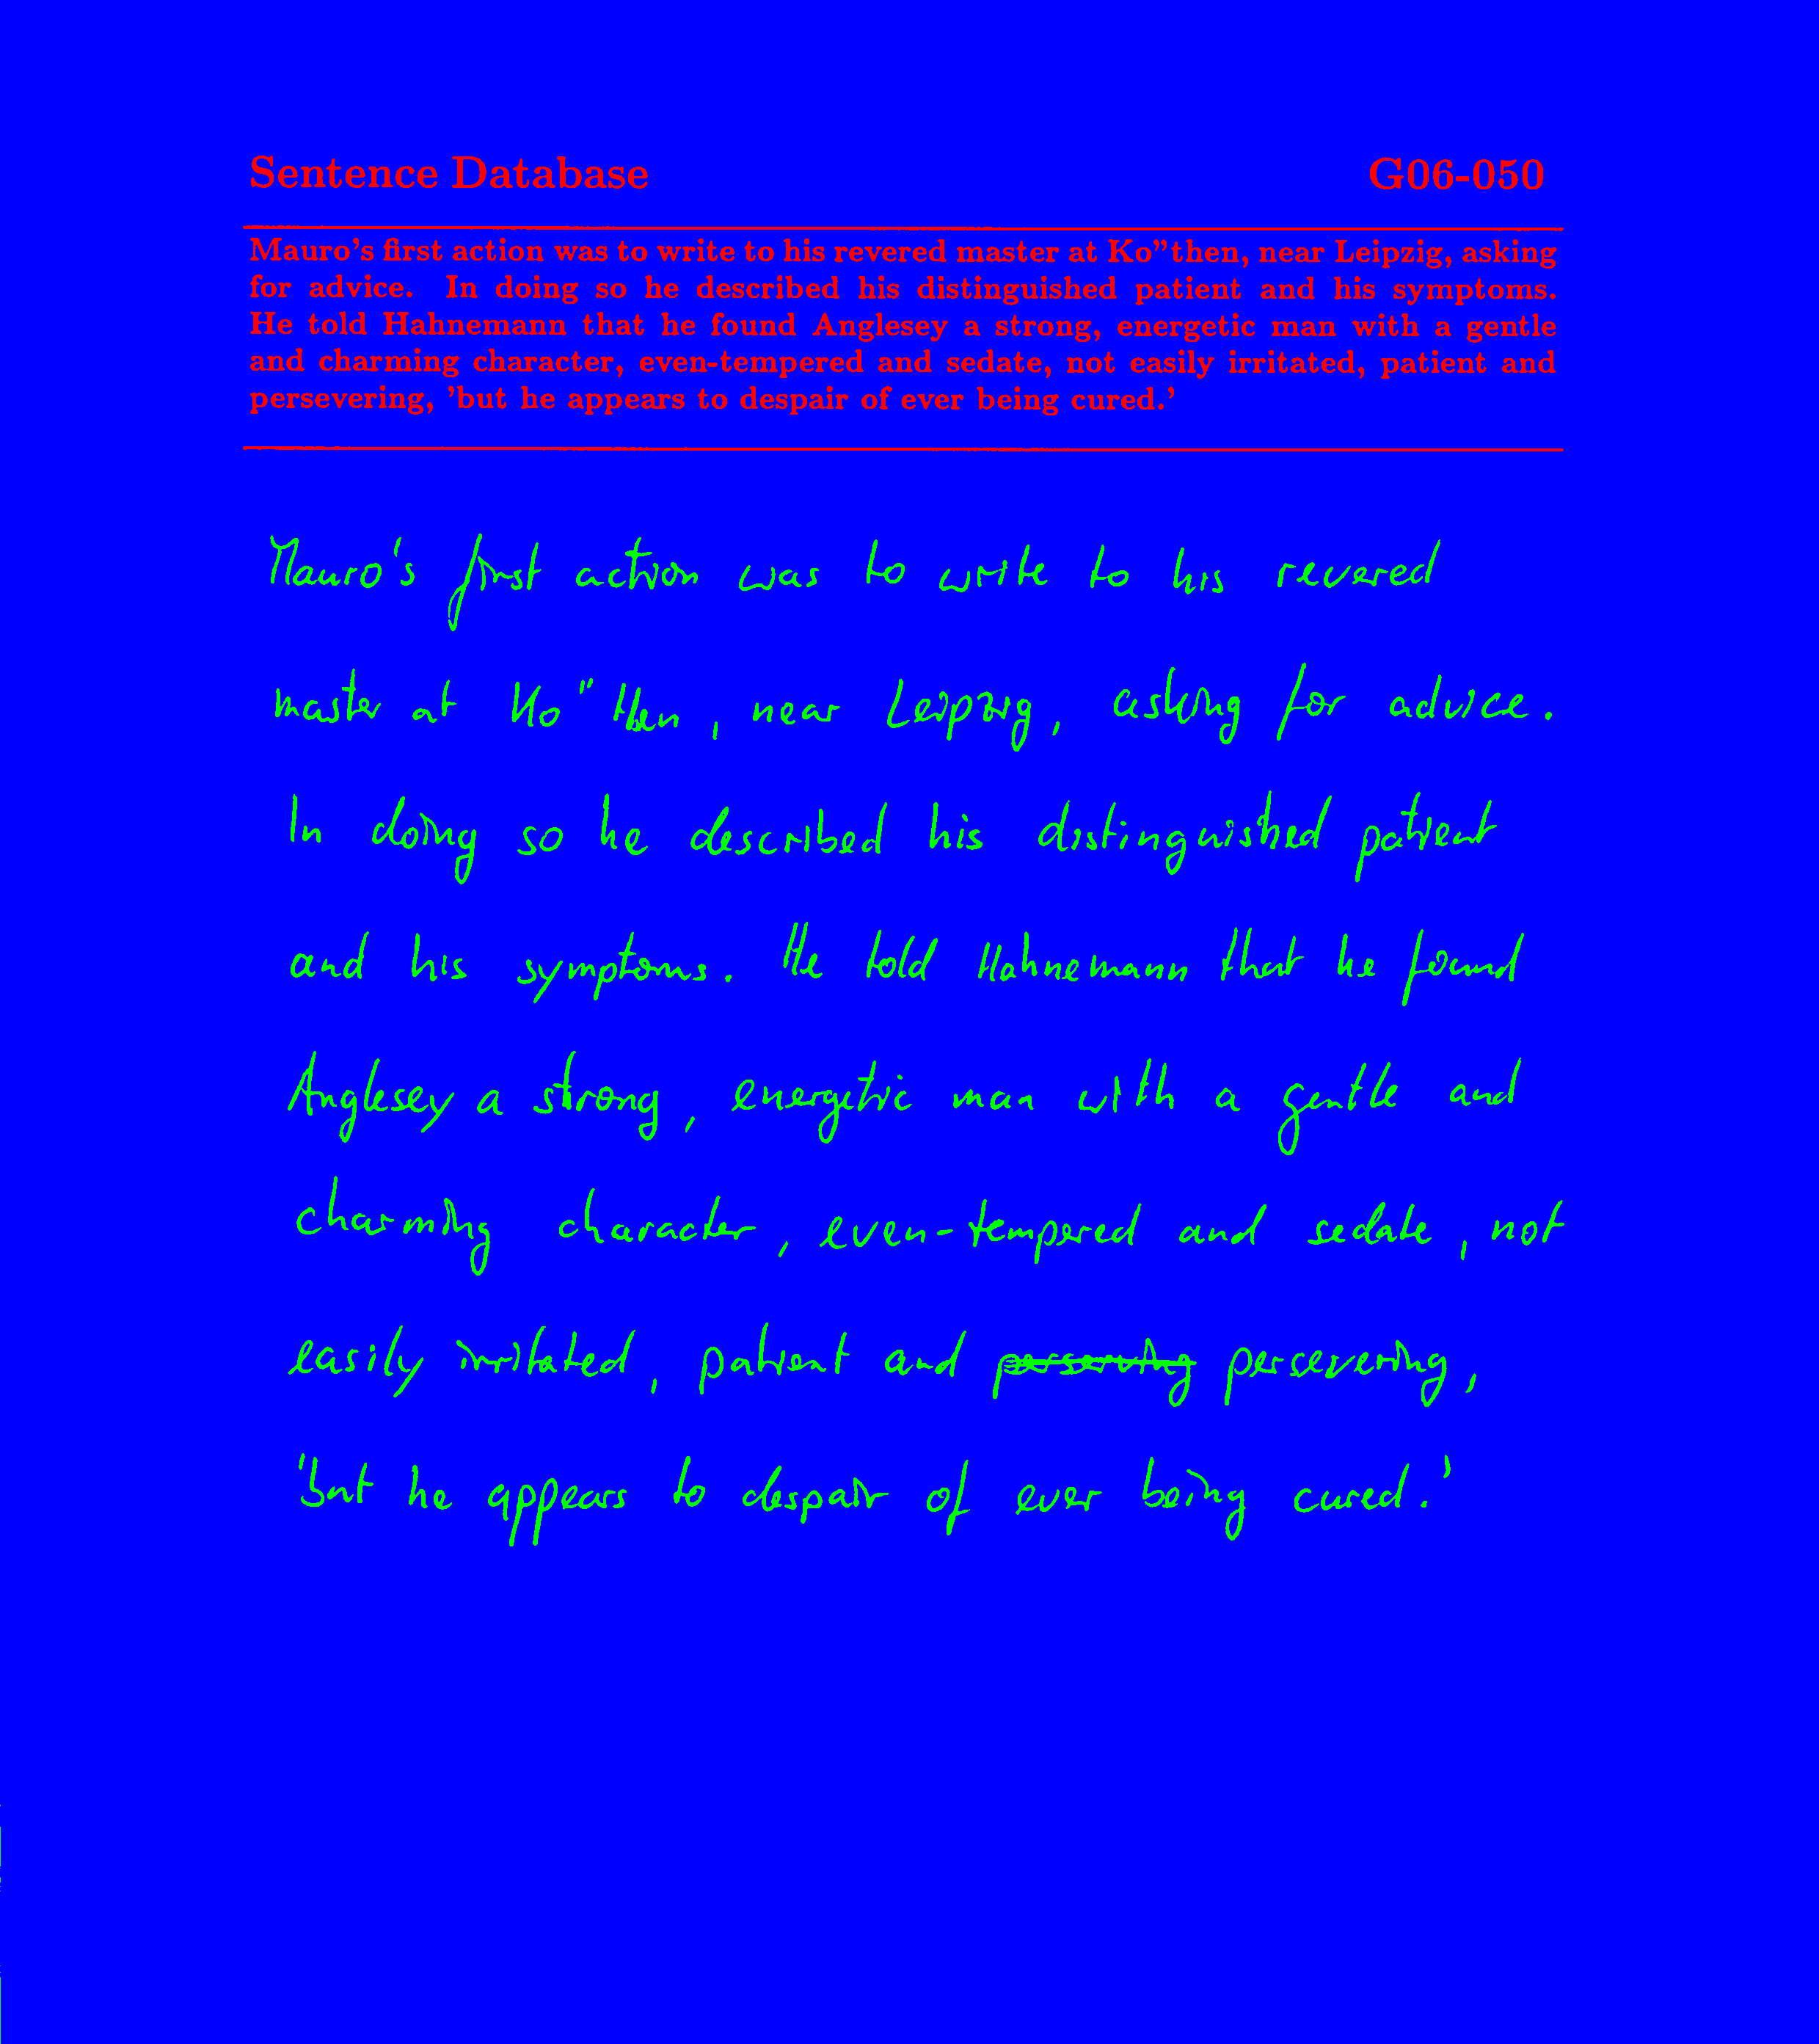 Sentence Database G06-050
Mauro's first action was to write to his revered master at Ko"then, near Leipzig, asking
for advice. In doing so he described his distinguished patient and his symptoms.
He told Hahnemann that he found Anglesey a strong, energetic man with a gentle
and charming character, even-tempered and sedate, not easily irritated, patient and
persevering, 'but he appears to despair of ever being cured.'
Mauro's first action was to write to his revered
master at Ko"then, near Leipzig, asking for advice.
In doing so he described his distinguished patient
and his symptoms. He told Hahnemann that he found
Anglesey a strong, energetic man with a gentle and
charming character, even-tempered and sedate, not
easily irritated, patient and persevering,
'but he appears to despair of ever being cured.'